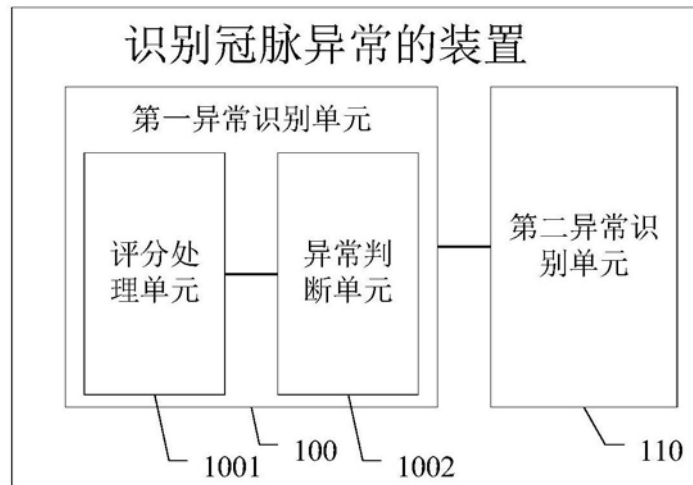 识别冠脉异常的装置
第一异常识别单元
评分处
理单元
异常判
断单元
第二异常识
别单元
1001
100
1002
110